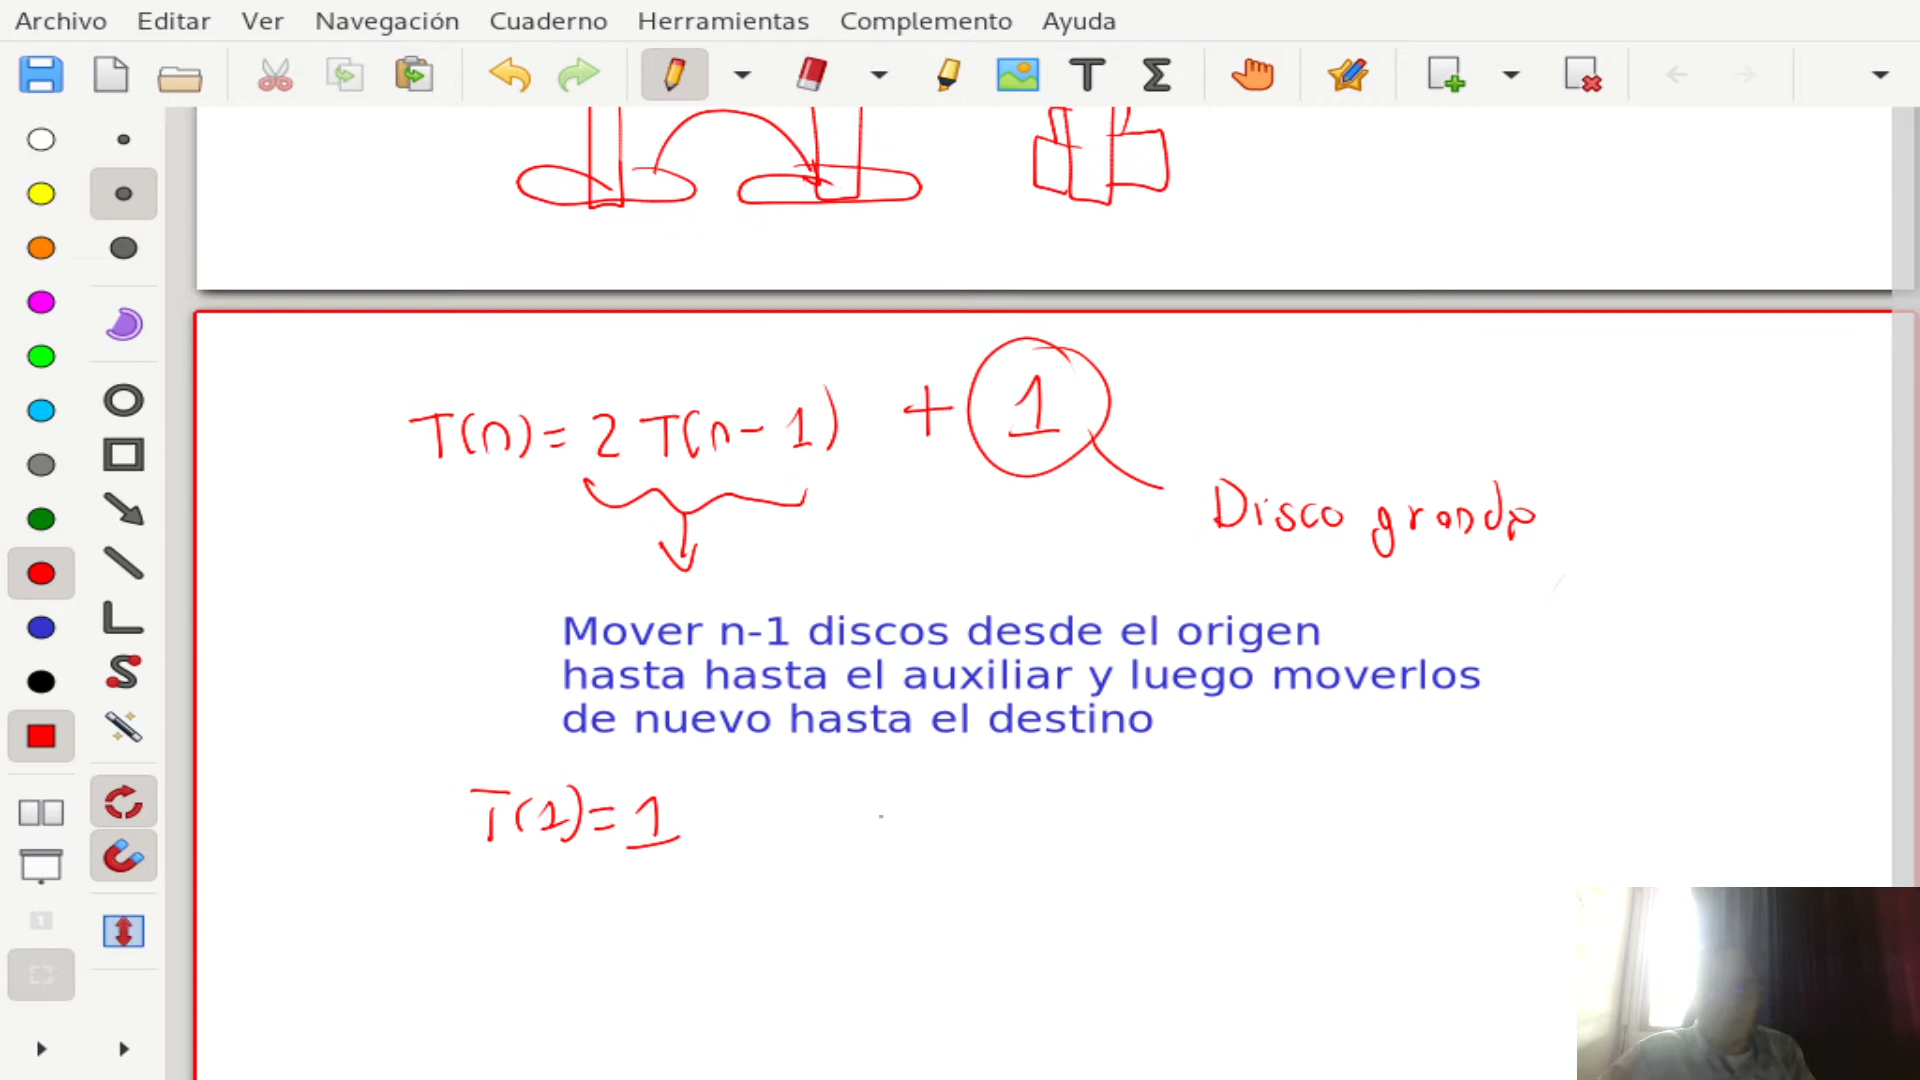 Archivo Editar Ver Navegación Cuaderno Herramientas Complemento Ayuda
T(n)= 2 T(n-1) + 1
Disco grande
Mover n-1 discos desde el origen
hasta hasta el auxiliar y luego moverlos
de nuevo hasta el destino
T(1)= 1